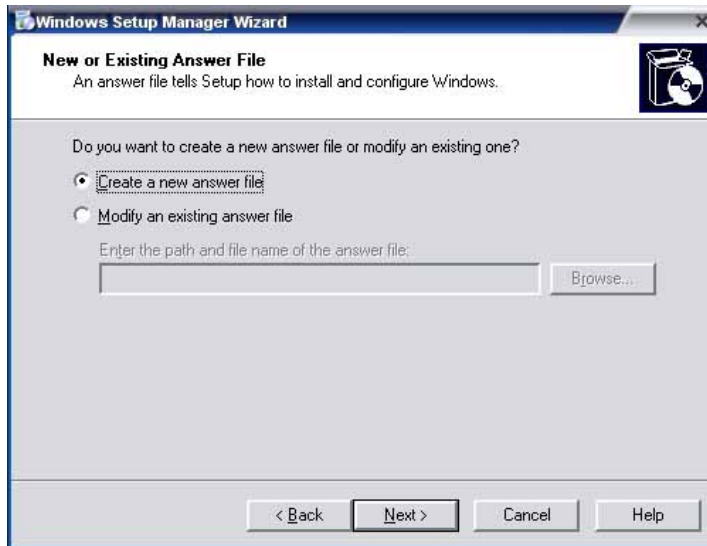 Windows Setup Manager Wizard
New or Existing Answer File
An answer file tells Setup how to install and configure Windows.
Do you want to create a new answer file or modify an existing one?
Create a new answer file
Modify an existing answer file
Enter the path and file name of the answer file:
Browse...
< Back Next > Cancel Help